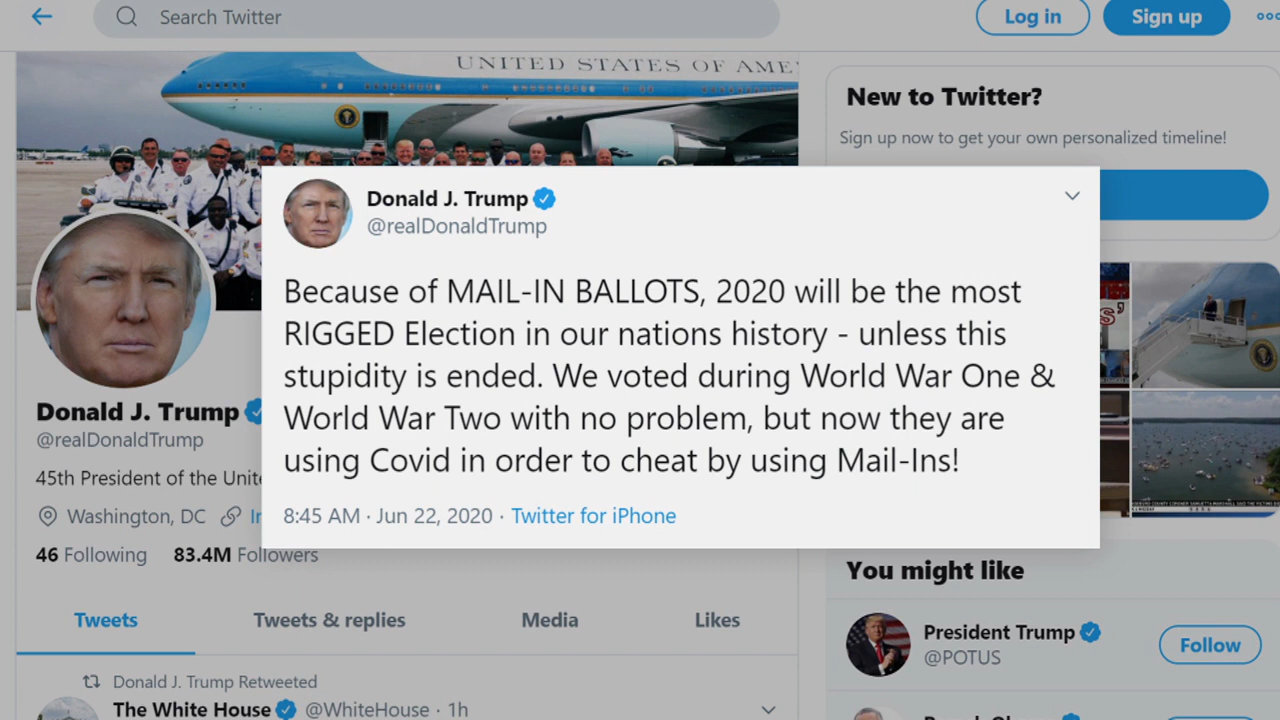 Search Twitter
Log in
Sign up
UNITED STATES OF AME
New to Twitter?
Sign up now to get your own personalized timeline!
Donald J. Trump
@realDonaldTrump
Because of MAIL-IN BALLOTS, 2020 will be the most
RIGGED Election in our nations history - unless this
stupidity is ended. We voted during World War One &
World War Two with no problem, but now they are
using Covid in order to cheat by using Mail-Ins!
8:45 AM · Jun 22, 2020 · Twitter for iPhone
Donald J. Trump
@realDonaldTrump
45th President of the Unit
Washington, DC
46 Following 83.4M Followers
Tweets
Tweets & replies
Media
Likes
Donald J. Trump Retweeted
The White House @WhiteHouse · 1h
You might like
President Trump
@POTUS
Follow